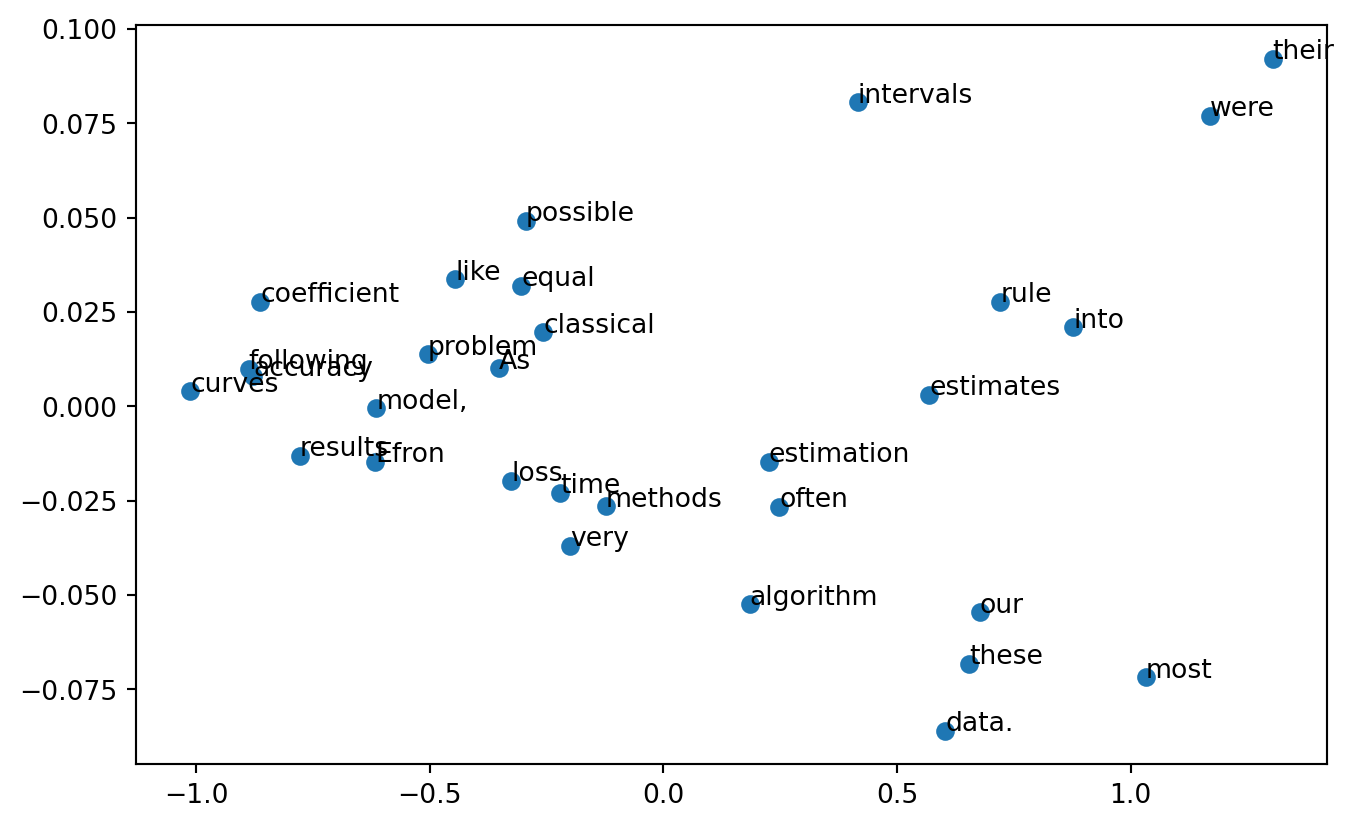 0.100
their
intervals
were
0.075
possible
0.050
like
equal
coefficient
rule
0.025
into
classical
problem
As
following
accuracy
curves
estimates
0.000
model,
results
Efron
estimation
loss
time
methods
often
−0.025
very
algorithm
our
−0.050
these
most
−0.075
data.
−1.0 −0.5 0.0 0.5 1.0